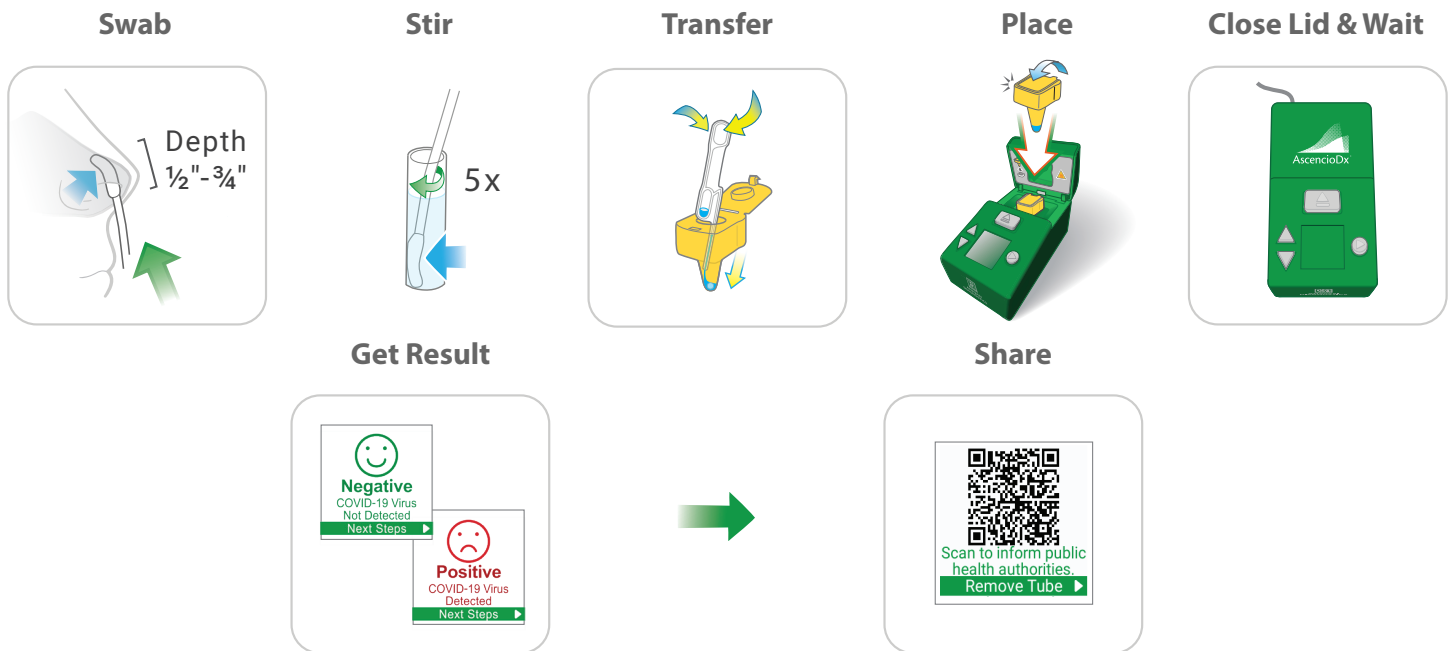 Swab
Stir
Transfer
Place
Close Lid & Wait
Depth
½"-¾"
5x
AscencioDx
Get Result
Share
Negative
COVID-19 Virus
Not Detected
Next Steps
Positive
COVID-19 Virus
Detected
Next Steps
Scan to inform public
health authorities.
Remove Tube